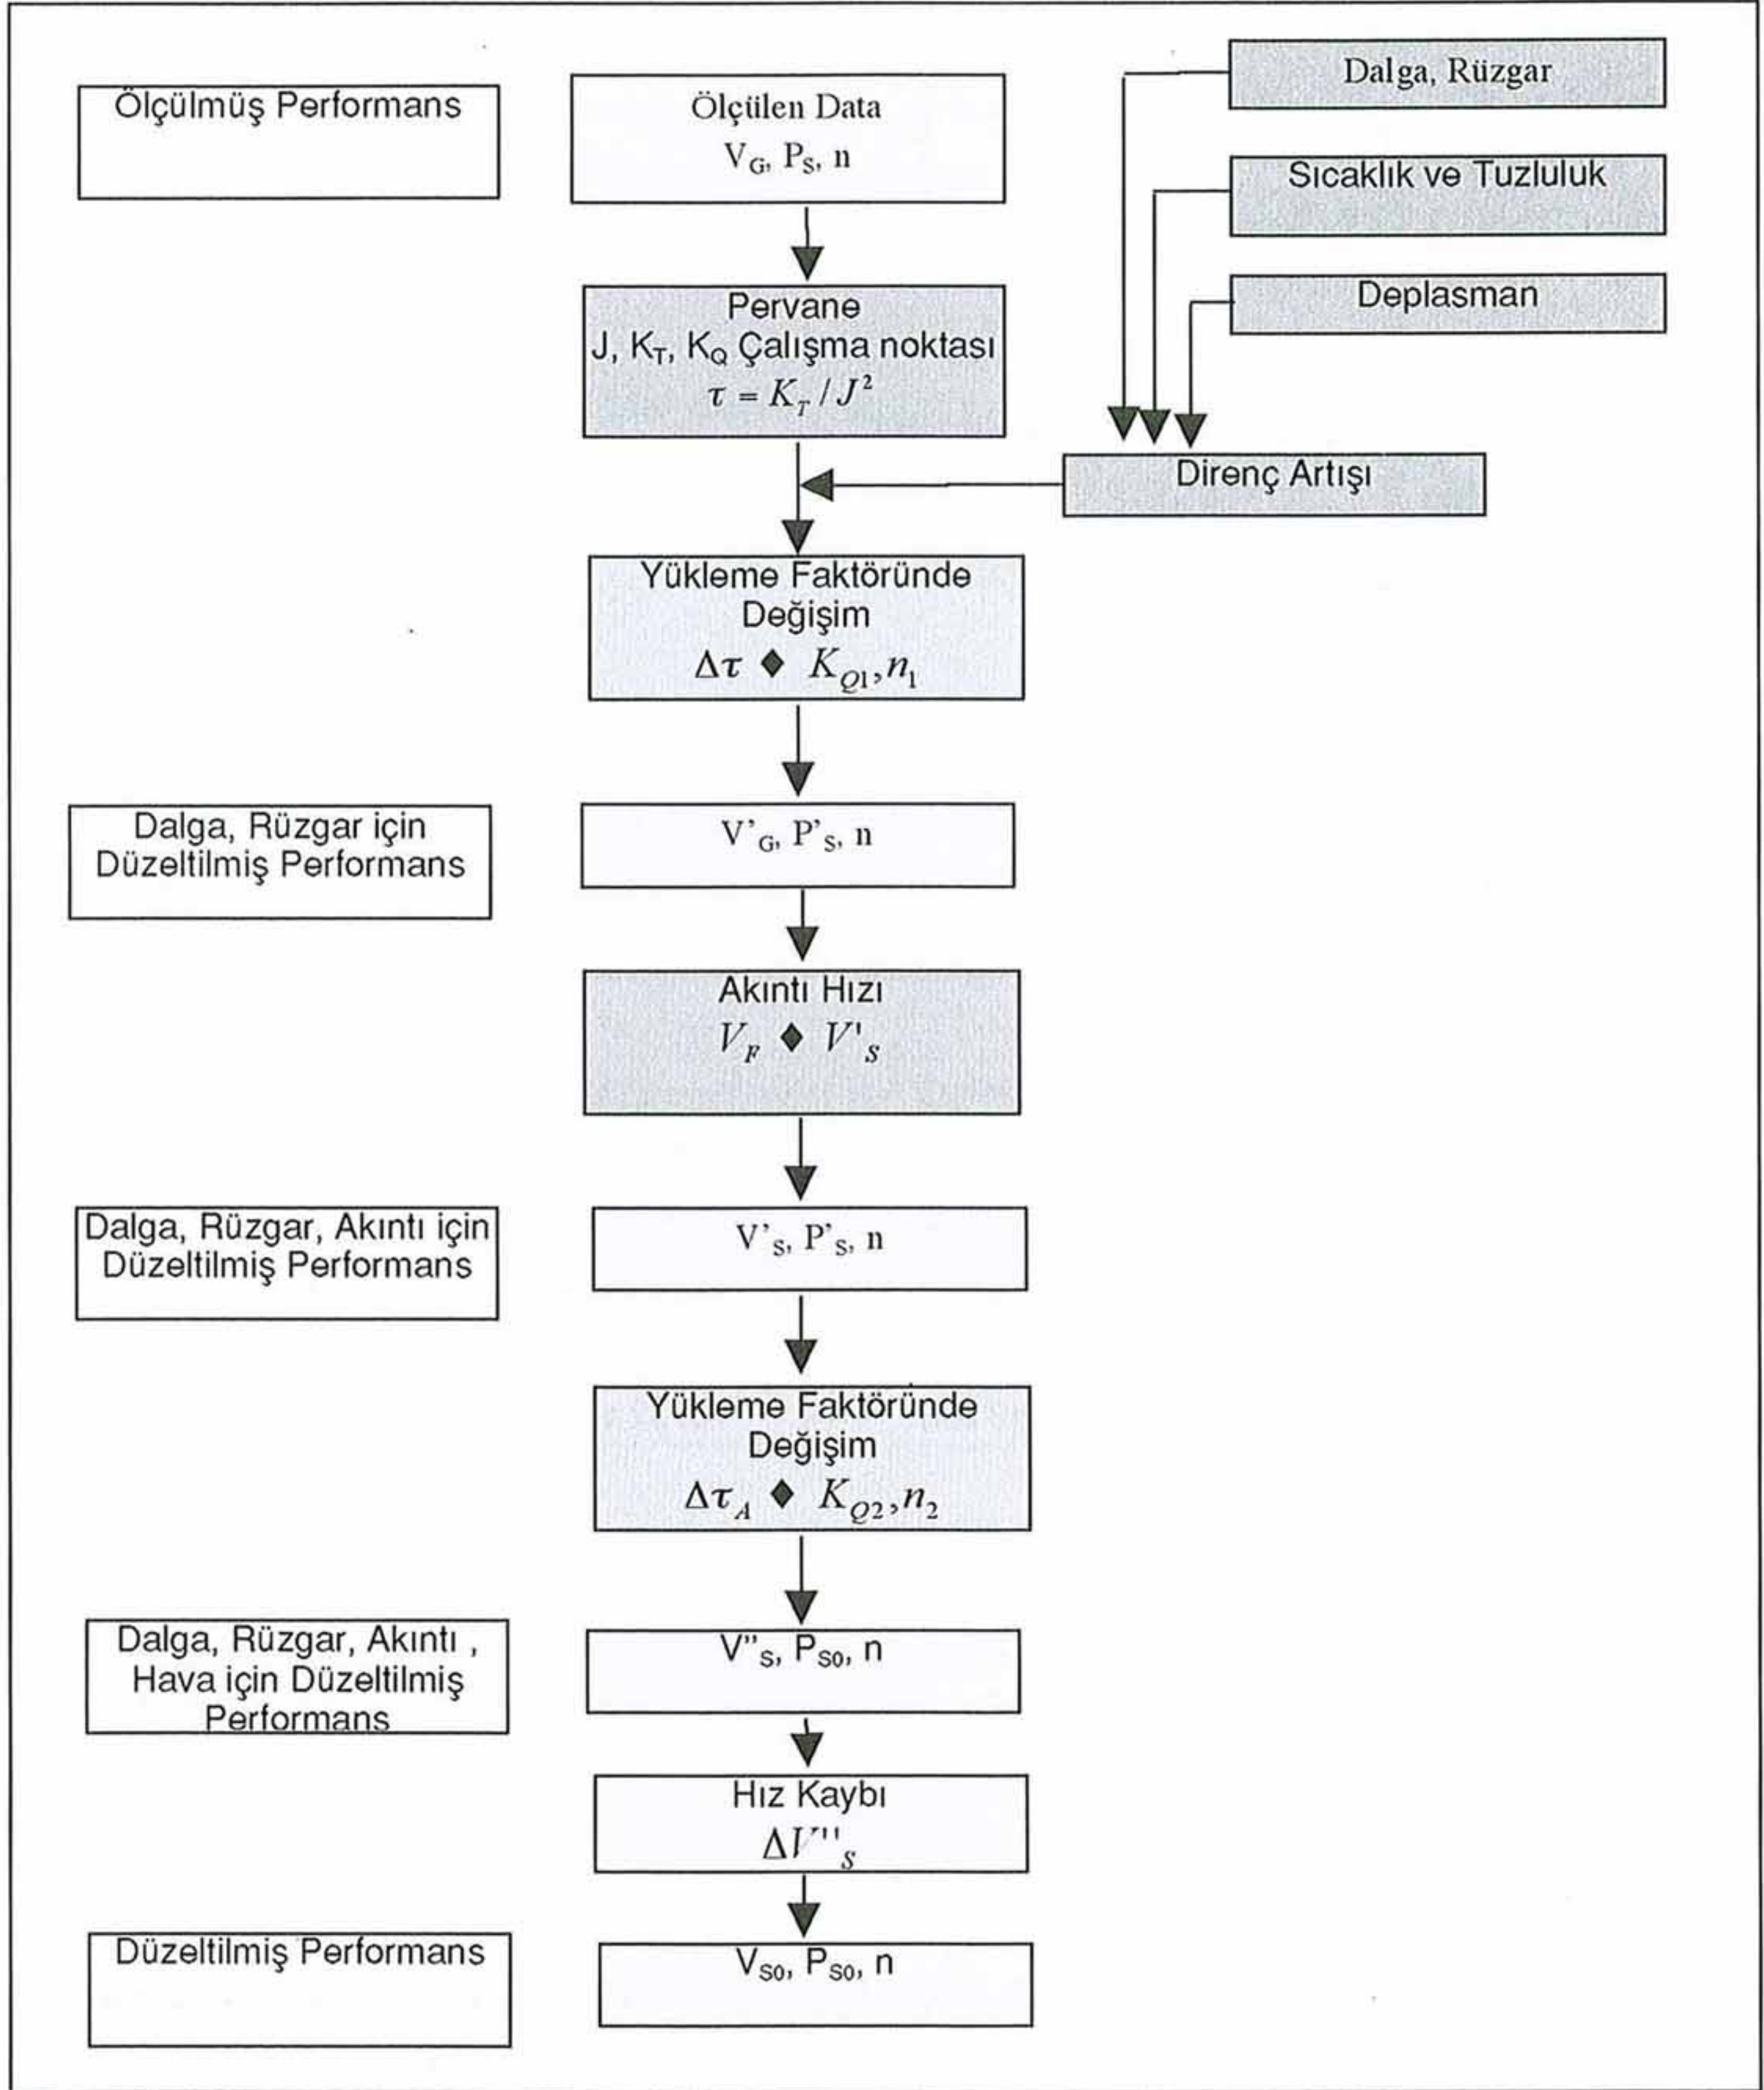 Ölçülmüş Performans
Ölçülen Data
V_G, P_S, n
Dalga, Rüzgar
Sıcaklık ve Tuzluluk
Deplasman
Pervane
J, K_T, K_Q Çalışma noktası
τ = K_T / J²
Direnç Artışı
Yükleme Faktöründe
Değişim
Δτ ♦ K_Q1, n_1
Dalga, Rüzgar için
Düzeltilmiş Performans
V'_G, P'_S, n
Akıntı Hızı
V_F ♦ V'_S
Dalga, Rüzgar, Akıntı için
Düzeltilmiş Performans
V'_S, P'_S, n
Yükleme Faktöründe
Değişim
Δτ_A ♦ K_Q2, n_2
Dalga, Rüzgar, Akıntı ,
Hava için Düzeltilmiş
Performans
V''_S, P_S0, n
Hız Kaybı
ΔV''_S
Düzeltilmiş Performans
V_S0, P_S0, n